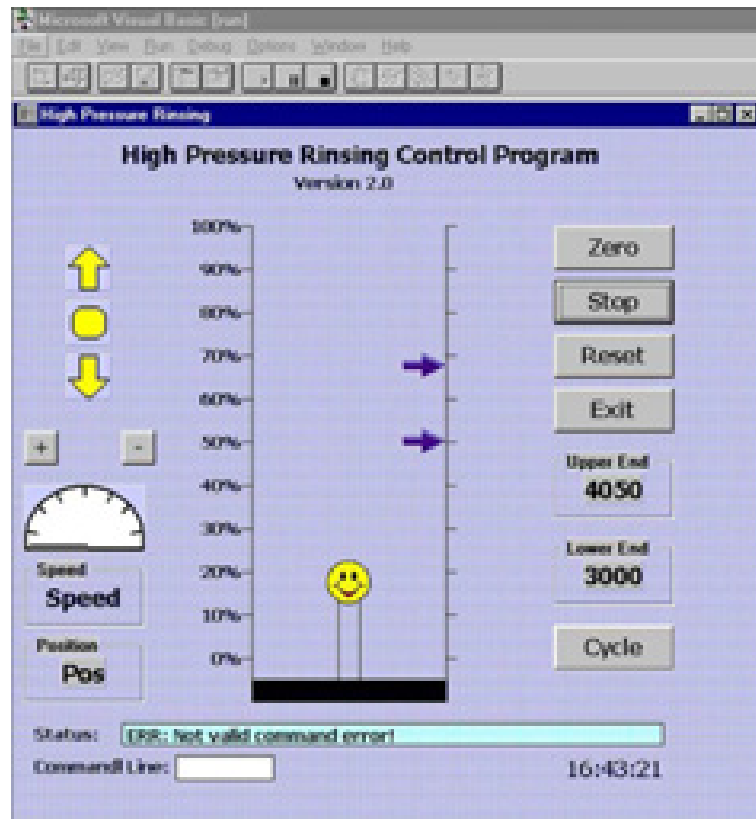 Microsoft Visual Basic [run]
File Edit View Run Debug Options Window Help
High Pressure Rinsing
High Pressure Rinsing Control Program
Version 2.0
100%
90%
80%
70%
60%
50%
40%
30%
20%
10%
0%
+ -
Speed
Speed
Position
Pos
Zero
Stop
Reset
Exit
Upper End
4050
Lower End
3000
Cycle
Status: ERR: Not valid command error!
Command Line:
16:43:21